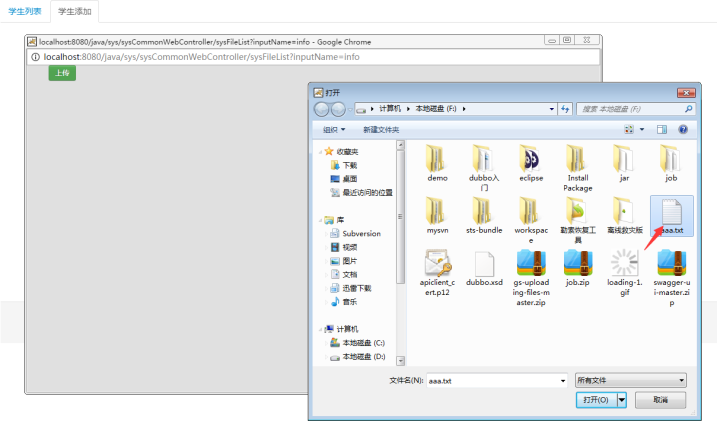 学生列表 学生添加
localhost:8080/java/sys/sysCommonWebController/sysFileList?inputName=info - Google Chrome
localhost:8080/java/sys/sysCommonWebController/sysFileList?inputName=info
上传
打开
计算机 本地磁盘 (F:) 搜索 本地磁盘 (F:)
组织 新建文件夹
收藏夹
下载
桌面
最近访问的位置
库
Subversion
视频
图片
文档
迅雷下载
音乐
计算机
本地磁盘 (C:)
本地磁盘 (D:)
demo dubbo入门 eclipse Install Package jar job
mysvn sts-bundle workspace 勤索恢复工具 离线救灾版 aaa.txt
apiclient_cert.p12 dubbo.xsd gs-uploading-files-master.zip job.zip loading-1.gif swagger-ui-master.zip
文件名(N): aaa.txt 所有文件
打开(O) 取消